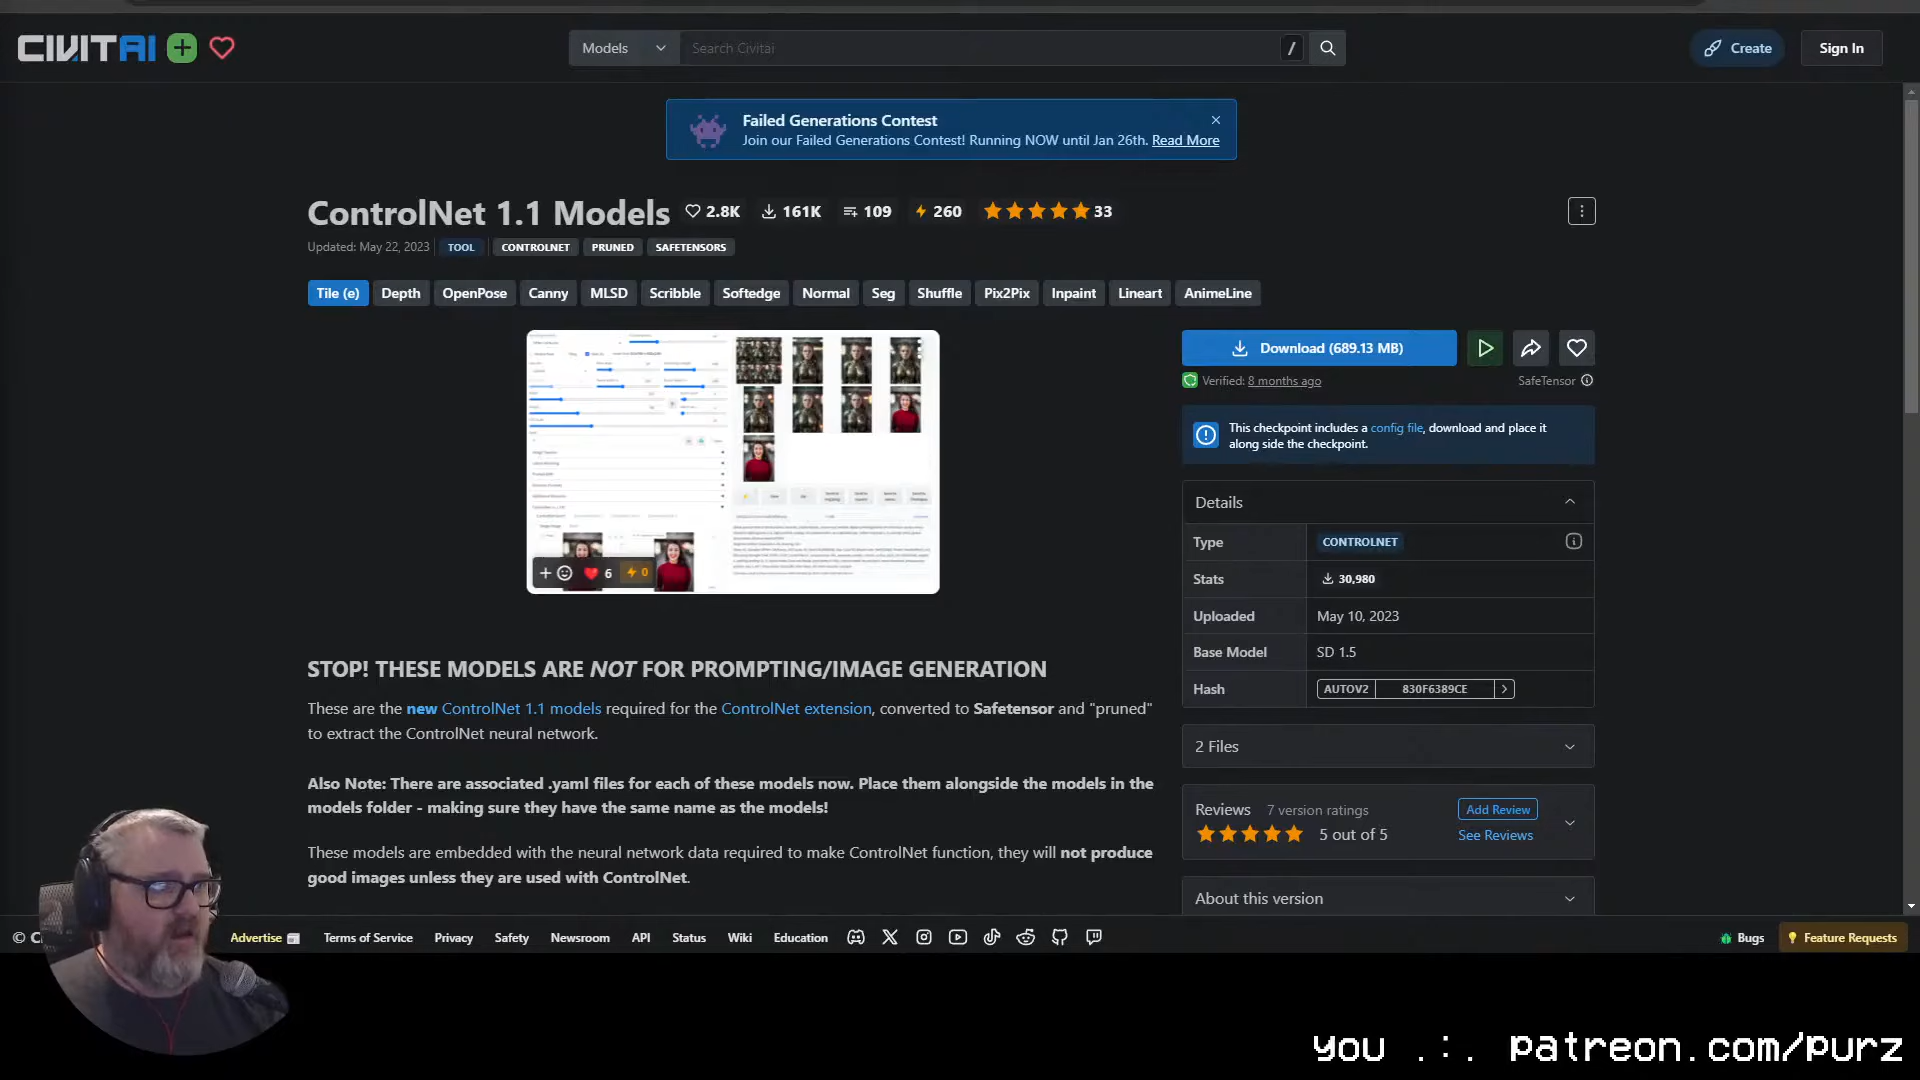 CIVITAI
Models
Search Civitai
/
Create
Sign In
Failed Generations Contest
Join our Failed Generations Contest! Running NOW until Jan 26th. Read More
ControlNet 1.1 Models
2.8K
161K
109
260
33
Updated: May 22, 2023
TOOL
CONTROLNET
PRUNED
SAFETENSORS
Tile (e)
Depth
OpenPose
Canny
MLSD
Scribble
Softedge
Normal
Seg
Shuffle
Pix2Pix
Inpaint
Lineart
AnimeLine
6
0
Download (689.13 MB)
Verified: 8 months ago
SafeTensor
This checkpoint includes a config file, download and place it
along side the checkpoint.
Details
Type
CONTROLNET
Stats
30,980
Uploaded
May 10, 2023
Base Model
SD 1.5
Hash
AUTOV2
830F6389CE
2 Files
Reviews
7 version ratings
Add Review
5 out of 5
See Reviews
About this version
STOP! THESE MODELS ARE NOT FOR PROMPTING/IMAGE GENERATION
These are the new ControlNet 1.1 models required for the ControlNet extension, converted to Safetensor and "pruned"
to extract the ControlNet neural network.
Also Note: There are associated .yaml files for each of these models now. Place them alongside the models in the
models folder - making sure they have the same name as the models!
These models are embedded with the neural network data required to make ControlNet function, they will not produce
good images unless they are used with ControlNet.
© C
Advertise
Terms of Service
Privacy
Safety
Newsroom
API
Status
Wiki
Education
Bugs
Feature Requests
you .:. patreon.com/purz